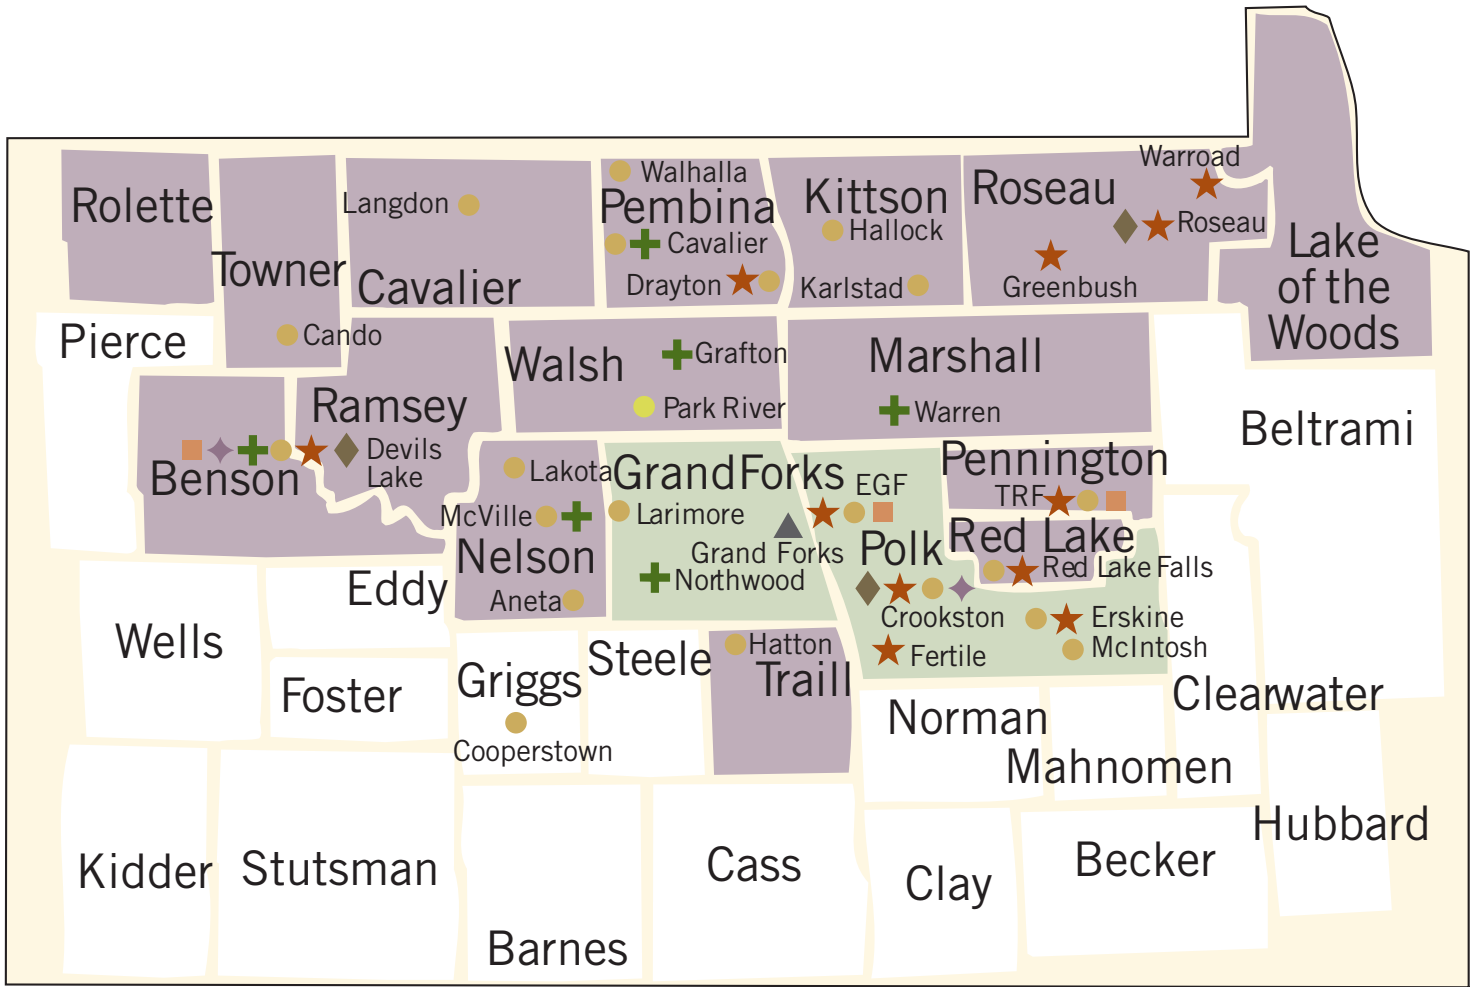 Warroad
Walhalla
Rolette
Langdon
Pembina
Kittson
Roseau
Roseau
Hallock
Cavalier
Lake
of the
Woods
Towner
Cavalier
Drayton
Karlstad
Greenbush
Pierce
Cando
Walsh
Grafton
Marshall
Ramsey
Park River
Warren
Beltrami
Devils
Lake
Benson
Lakota
Grand Forks
EGF
Pennington
TRF
McVille
Larimore
Grand Forks
Polk
Red Lake
Nelson
Northwood
Red Lake Falls
Eddy
Aneta
Crookston
Erskine
Wells
Steele
Hatton
Fertile
McIntosh
Foster
Griggs
Traill
Clearwater
Cooperstown
Norman
Mahnomen
Hubbard
Kidder
Stutsman
Cass
Clay
Becker
Barnes